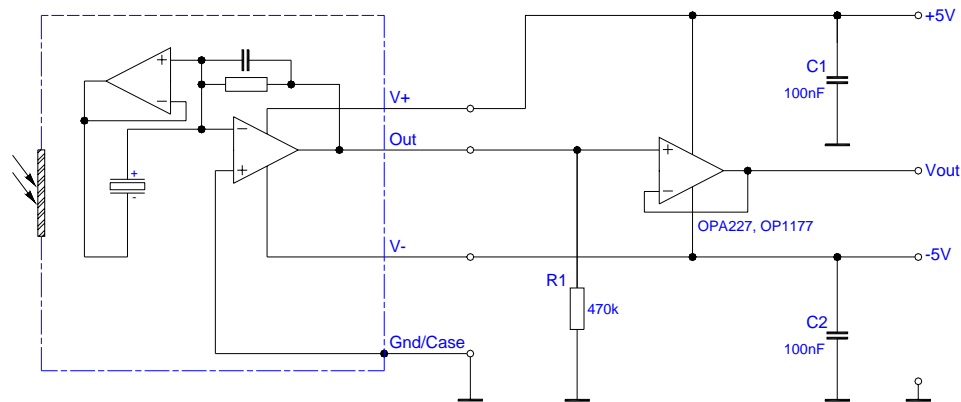 +5V
C1
100nF
V+
Out
+
-
+
-
+
-
Vout
OPA227, OP1177
V-
-5V
R1
470k
C2
100nF
Gnd/Case